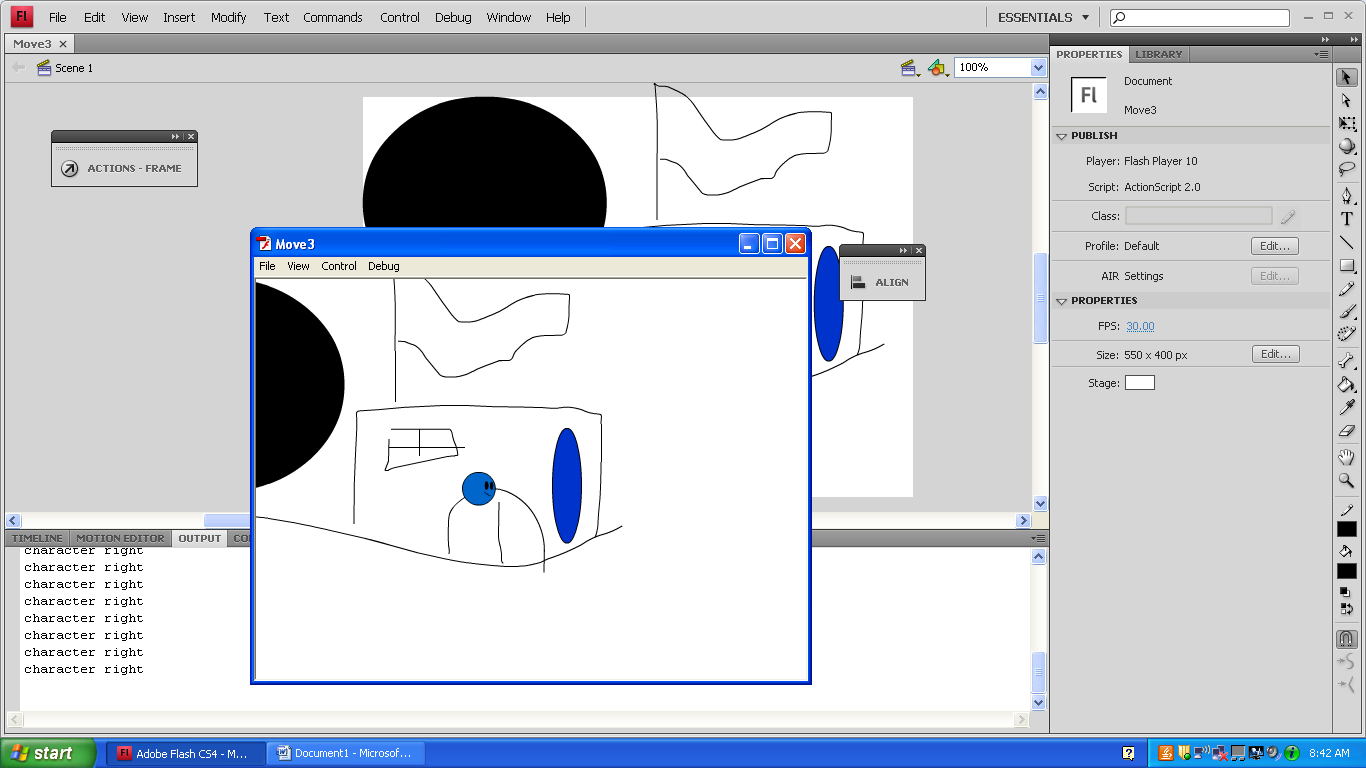 Fl File Edit View Insert Modify Text Commands Control Debug Window Help ESSENTIALS
Move3
Scene 1 100%
ACTIONS - FRAME
Move3
File View Control Debug
ALIGN
PROPERTIES LIBRARY
Fl Document
Move3
PUBLISH
Player: Flash Player 10
Script: ActionScript 2.0
Class:
Profile: Default Edit...
AIR Settings Edit...
PROPERTIES
FPS: 30.00
Size: 550 x 400 px Edit...
Stage:
T
TIMELINE MOTION EDITOR OUTPUT
character right
character right
character right
character right
character right
character right
character right
character right
start Fl Adobe Flash CS4 - M... Document1 - Microsof... 8:42 AM